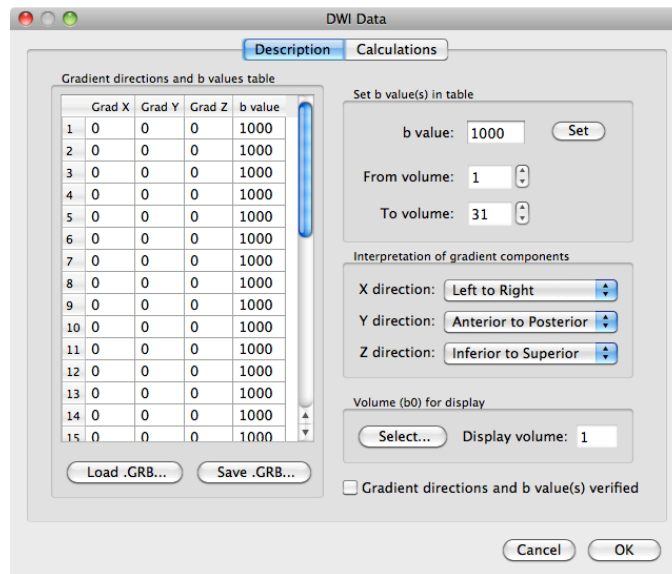 DWI Data
Description Calculations
Gradient directions and b values table
Grad X Grad Y Grad Z b value
1 0 0 0 1000
2 0 0 0 1000
3 0 0 0 1000
4 0 0 0 1000
5 0 0 0 1000
6 0 0 0 1000
7 0 0 0 1000
8 0 0 0 1000
9 0 0 0 1000
10 0 0 0 1000
11 0 0 0 1000
12 0 0 0 1000
13 0 0 0 1000
14 0 0 0 1000
15 0 0 0 1000
Load .GRB... Save .GRB...
Set b value(s) in table
b value: 1000 Set
From volume: 1
To volume: 31
Interpretation of gradient components
X direction: Left to Right
Y direction: Anterior to Posterior
Z direction: Inferior to Superior
Volume (b0) for display
Select... Display volume: 1
Gradient directions and b value(s) verified
Cancel OK